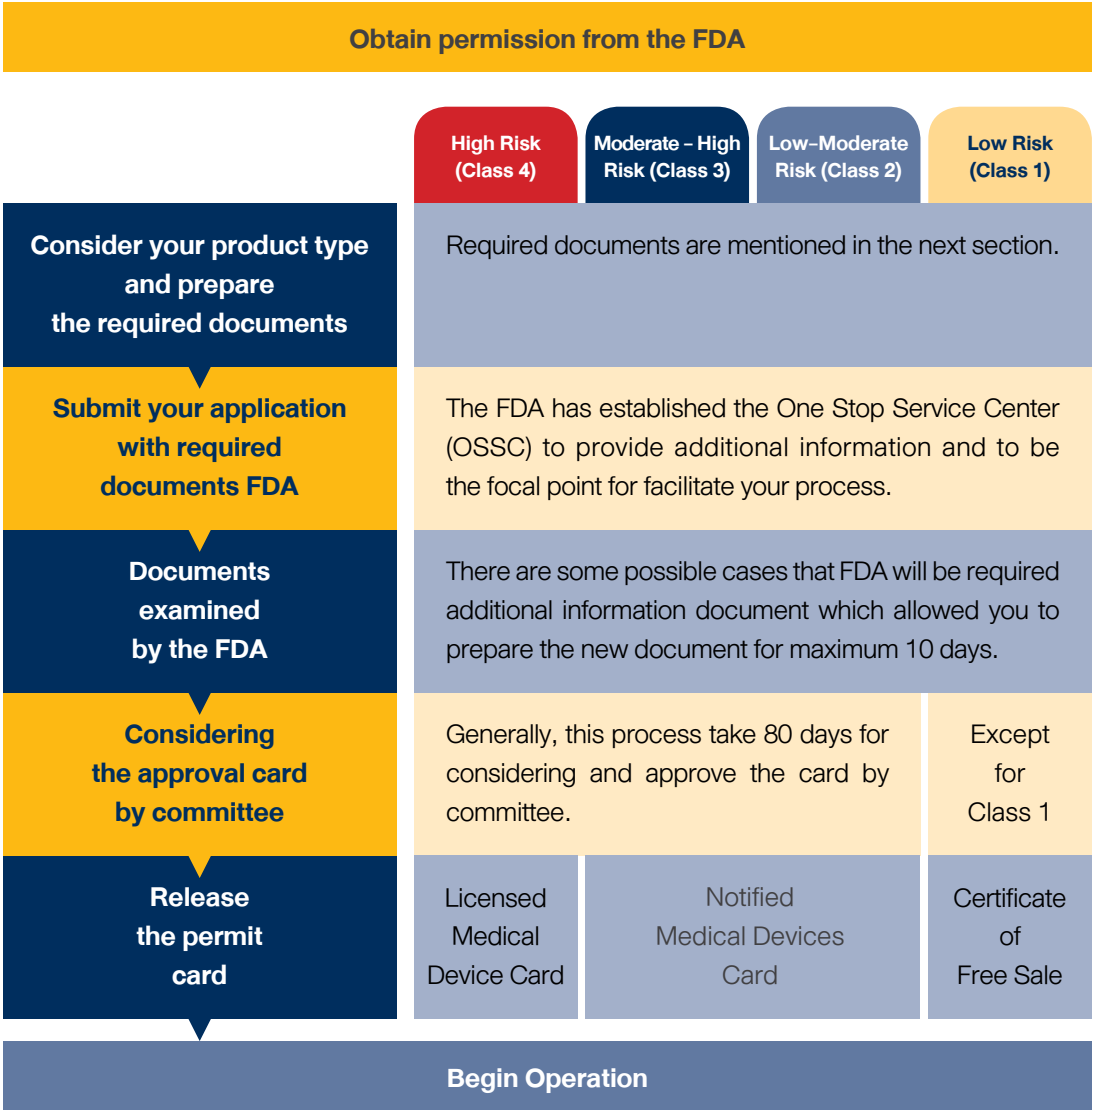 Obtain permission from the FDA
High Risk
(Class 4)
Moderate – High
Risk (Class 3)
Low–Moderate
Risk (Class 2)
Low Risk
(Class 1)
Consider your product type
and prepare
the required documents
Required documents are mentioned in the next section.
Submit your application
with required
documents FDA
The FDA has established the One Stop Service Center
(OSSC) to provide additional information and to be
the focal point for facilitate your process.
Documents
examined
by the FDA
There are some possible cases that FDA will be required
additional information document which allowed you to
prepare the new document for maximum 10 days.
Considering
the approval card
by committee
Generally, this process take 80 days for
considering and approve the card by
committee.
Except
for
Class 1
Release
the permit
card
Licensed
Medical
Device Card
Notified
Medical Devices
Card
Certificate
of
Free Sale
Begin Operation